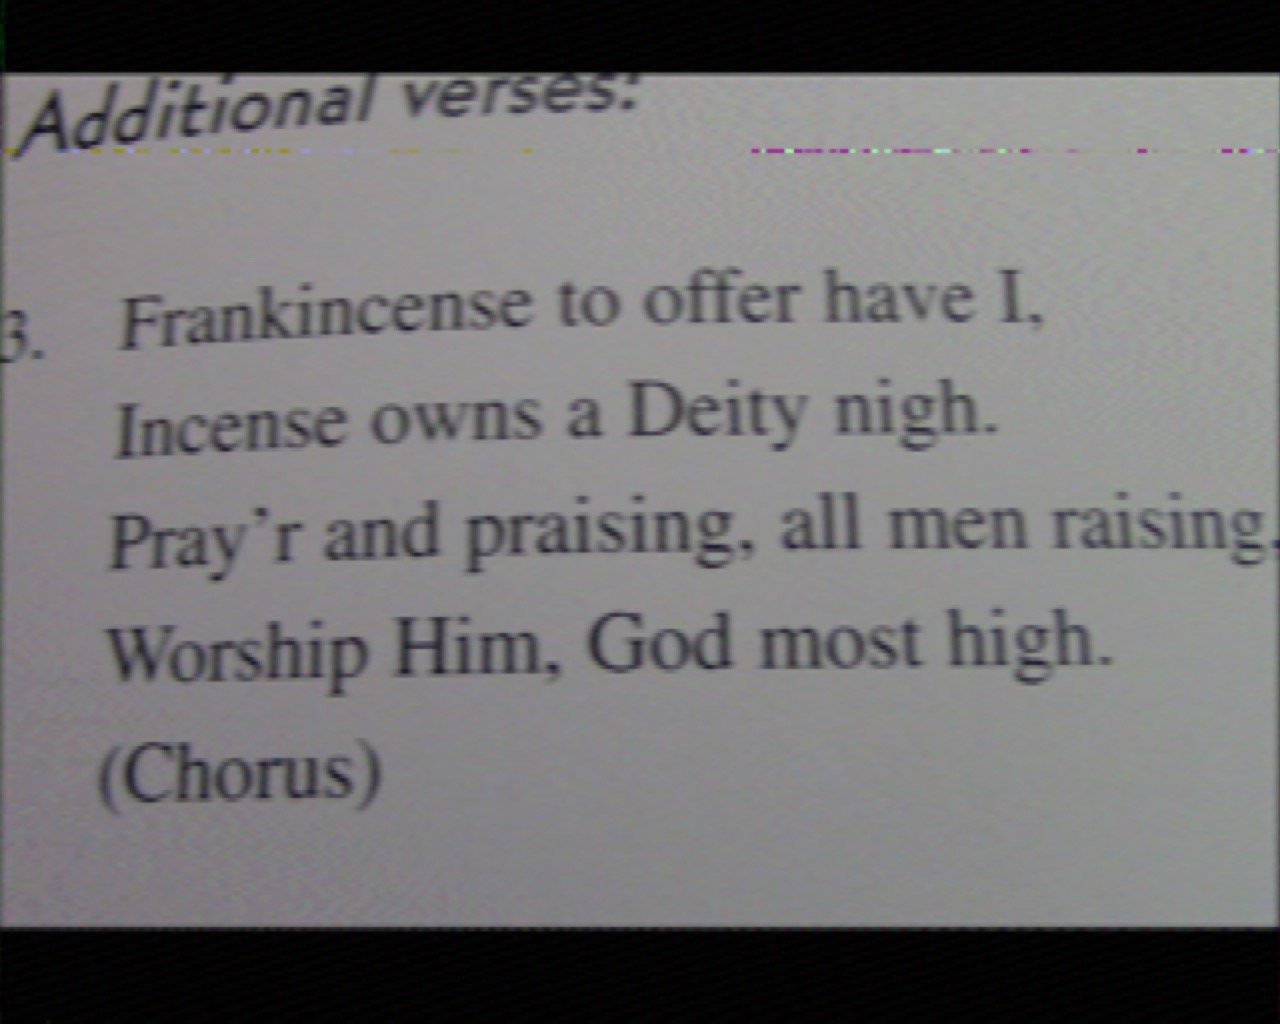 Additional verses:
3. Frankincense to offer have I,
Incense owns a Deity nigh.
Pray’r and praising, all men raising,
Worship Him, God most high.
(Chorus)